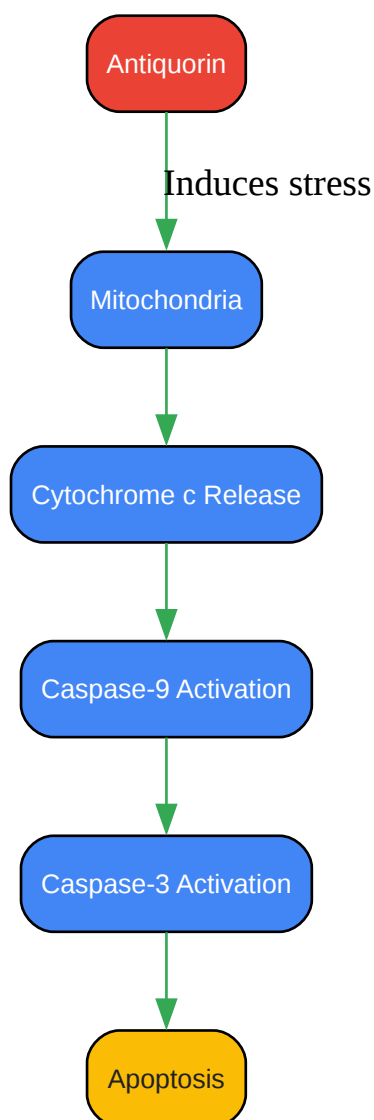 Antiquorin
Induces stress
Mitochondria
Cytochrome c Release
Caspase-9 Activation
Caspase-3 Activation
Apoptosis